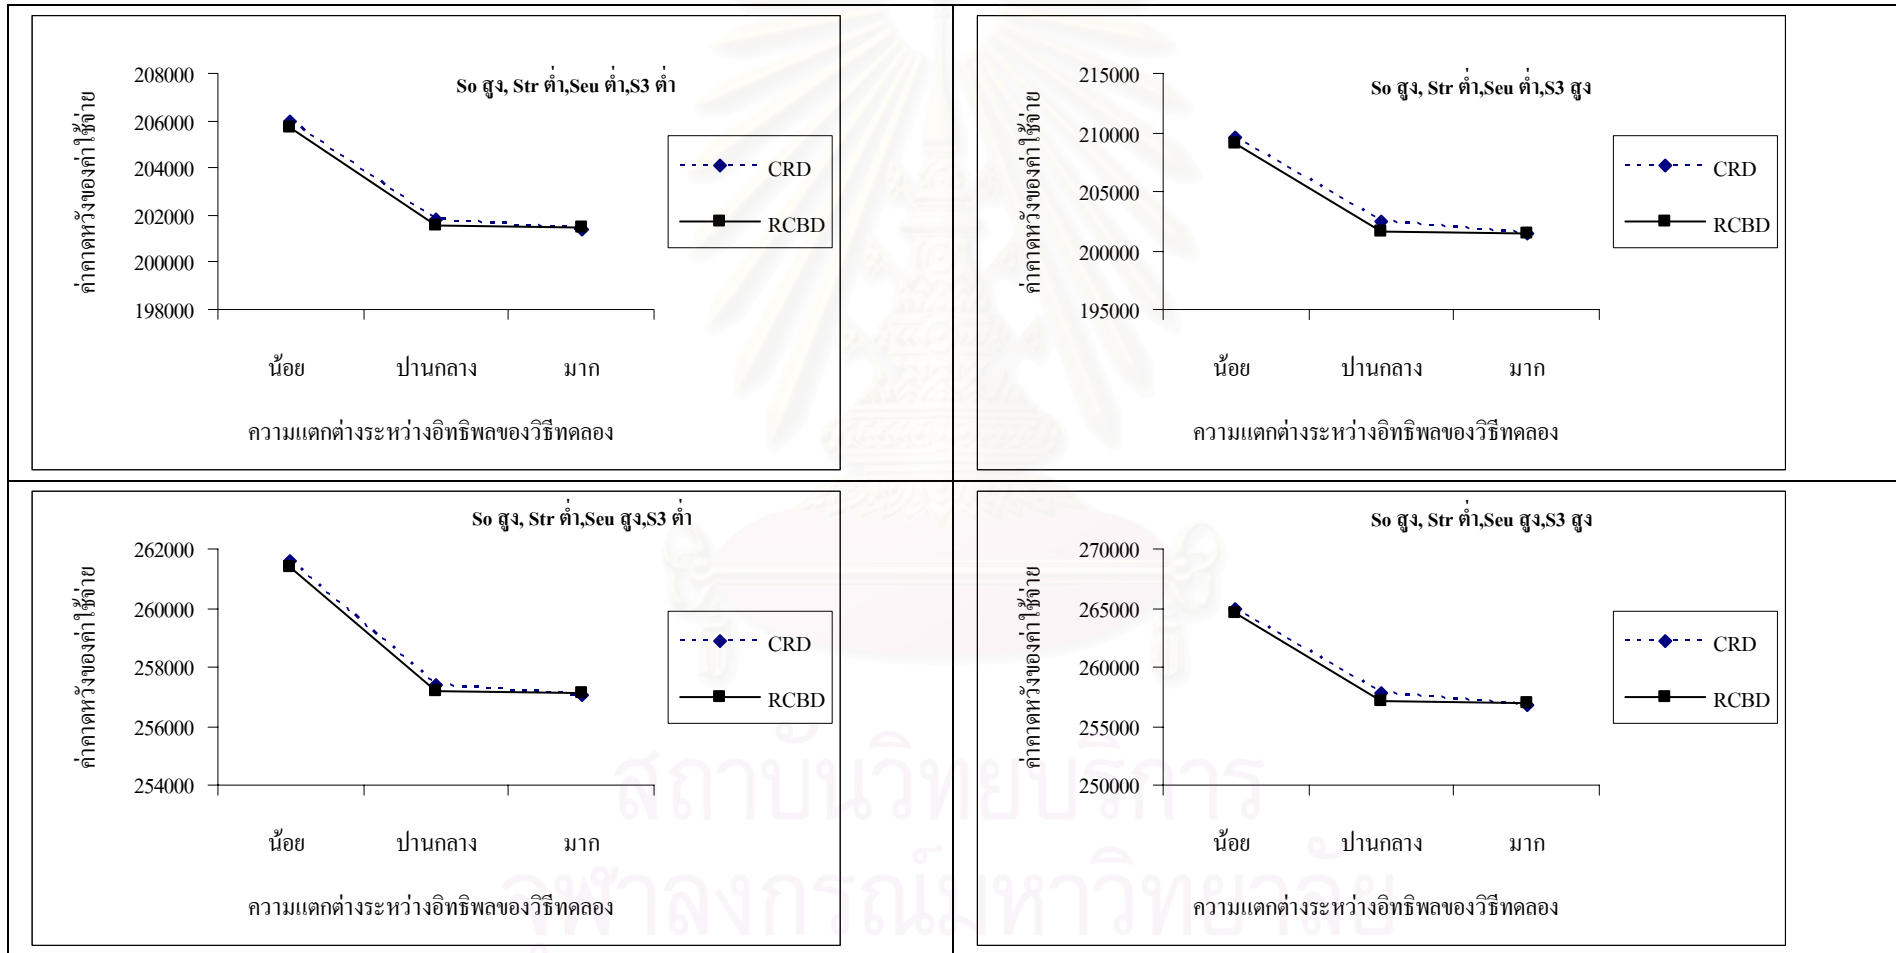 So สูง, Str ต่ำ,Seu ต่ำ,S3 ต่ำ
ค่าคาดหวังของค่าใช้จ่าย
208000
206000
204000
202000
200000
198000
CRD
RCBD
น้อย ปานกลาง มาก
ความแตกต่างระหว่างอิทธิพลของวิธีทดลอง
So สูง, Str ต่ำ,Seu ต่ำ,S3 สูง
ค่าคาดหวังของค่าใช้จ่าย
215000
210000
205000
200000
195000
CRD
RCBD
น้อย ปานกลาง มาก
ความแตกต่างระหว่างอิทธิพลของวิธีทดลอง
So สูง, Str ต่ำ,Seu สูง,S3 ต่ำ
ค่าคาดหวังของค่าใช้จ่าย
262000
260000
258000
256000
254000
CRD
RCBD
น้อย ปานกลาง มาก
ความแตกต่างระหว่างอิทธิพลของวิธีทดลอง
So สูง, Str ต่ำ,Seu สูง,S3 สูง
ค่าคาดหวังของค่าใช้จ่าย
270000
265000
260000
255000
250000
CRD
RCBD
น้อย ปานกลาง มาก
ความแตกต่างระหว่างอิทธิพลของวิธีทดลอง
สถาบันวิทยบริการ
จุฬาลงกรณ์มหาวิทยาลัย